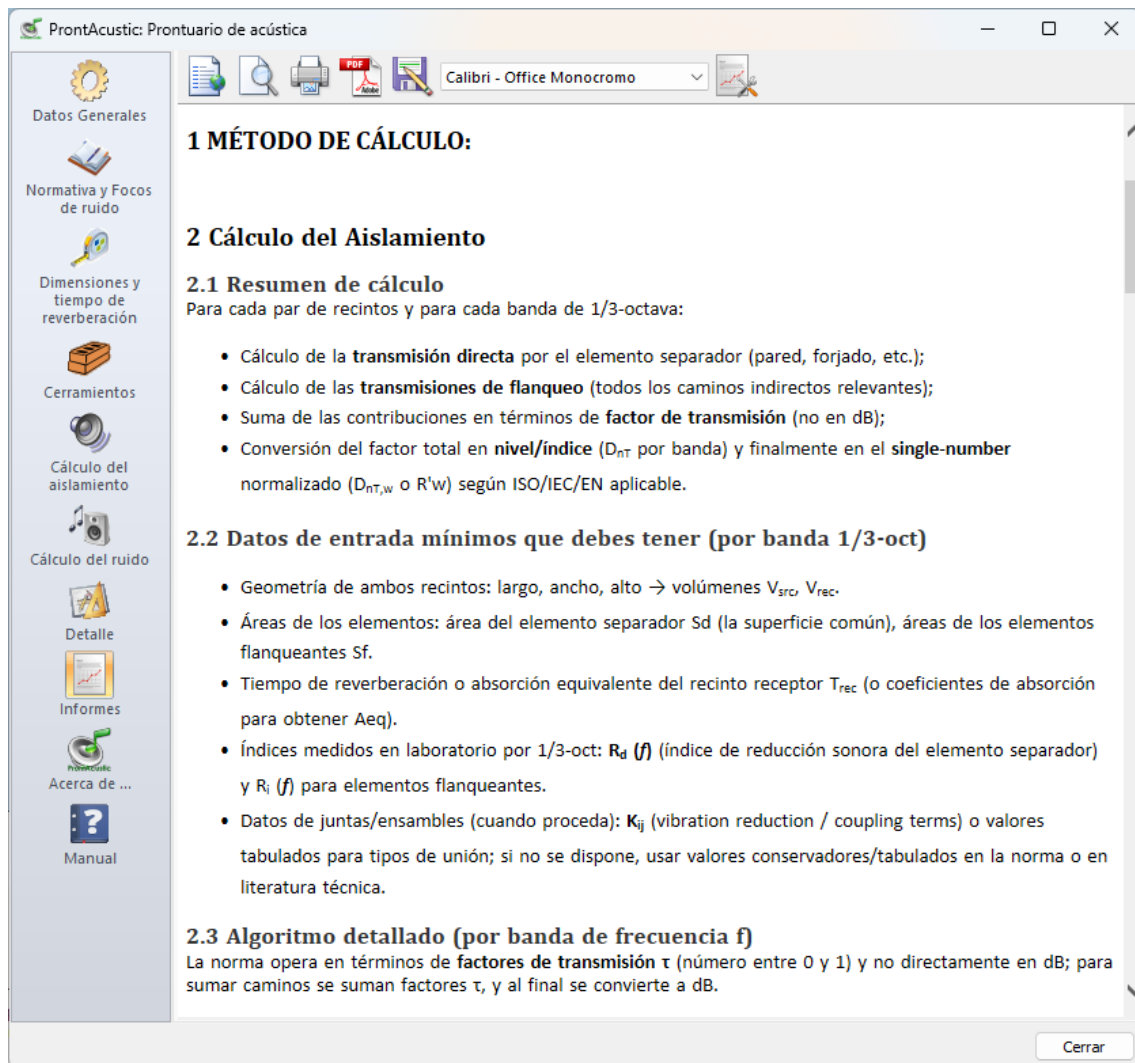 ProntAcustic: Prontuario de acústica
Calibri - Office Monocromo
PDF
Adobe
Datos Generales
Normativa y Focos
de ruido
Dimensiones y
tiempo de
reverberación
Cerramientos
Cálculo del
aislamiento
Cálculo del ruido
Detalle
Informes
ProntAcustic
Acerca de ...
?
Manual
1 MÉTODO DE CÁLCULO:
2 Cálculo del Aislamiento
2.1 Resumen de cálculo
Para cada par de recintos y para cada banda de 1/3-octava:
• Cálculo de la transmisión directa por el elemento separador (pared, forjado, etc.);
• Cálculo de las transmisiones de flanqueo (todos los caminos indirectos relevantes);
• Suma de las contribuciones en términos de factor de transmisión (no en dB);
• Conversión del factor total en nivel/índice (DnT por banda) y finalmente en el single-number
normalizado (DnT,w o R'w) según ISO/IEC/EN aplicable.
2.2 Datos de entrada mínimos que debes tener (por banda 1/3-oct)
• Geometría de ambos recintos: largo, ancho, alto → volúmenes Vsrc, Vrec.
• Áreas de los elementos: área del elemento separador Sd (la superficie común), áreas de los elementos
flanqueantes Sf.
• Tiempo de reverberación o absorción equivalente del recinto receptor Trec (o coeficientes de absorción
para obtener Aeq).
• Índices medidos en laboratorio por 1/3-oct: Rd (f) (índice de reducción sonora del elemento separador)
y Ri (f) para elementos flanqueantes.
• Datos de juntas/ensambles (cuando proceda): Kij (vibration reduction / coupling terms) o valores
tabulados para tipos de unión; si no se dispone, usar valores conservadores/tabulados en la norma o en
literatura técnica.
2.3 Algoritmo detallado (por banda de frecuencia f)
La norma opera en términos de factores de transmisión τ (número entre 0 y 1) y no directamente en dB; para
sumar caminos se suman factores τ, y al final se convierte a dB.
Cerrar